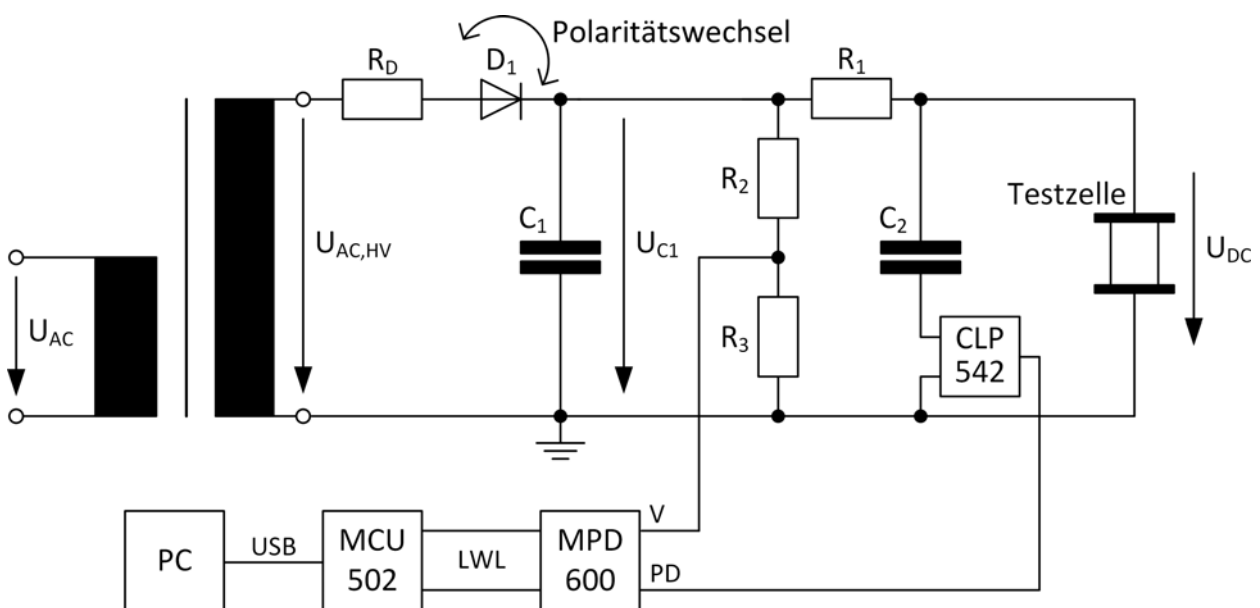 Polaritätswechsel
R_D
D_1
R_1
R_2
Testzelle
C_1
C_2
U_AC,HV
U_C1
U_DC
U_AC
R_3
CLP
542
V
PC
USB
MCU
502
LWL
MPD
600
PD